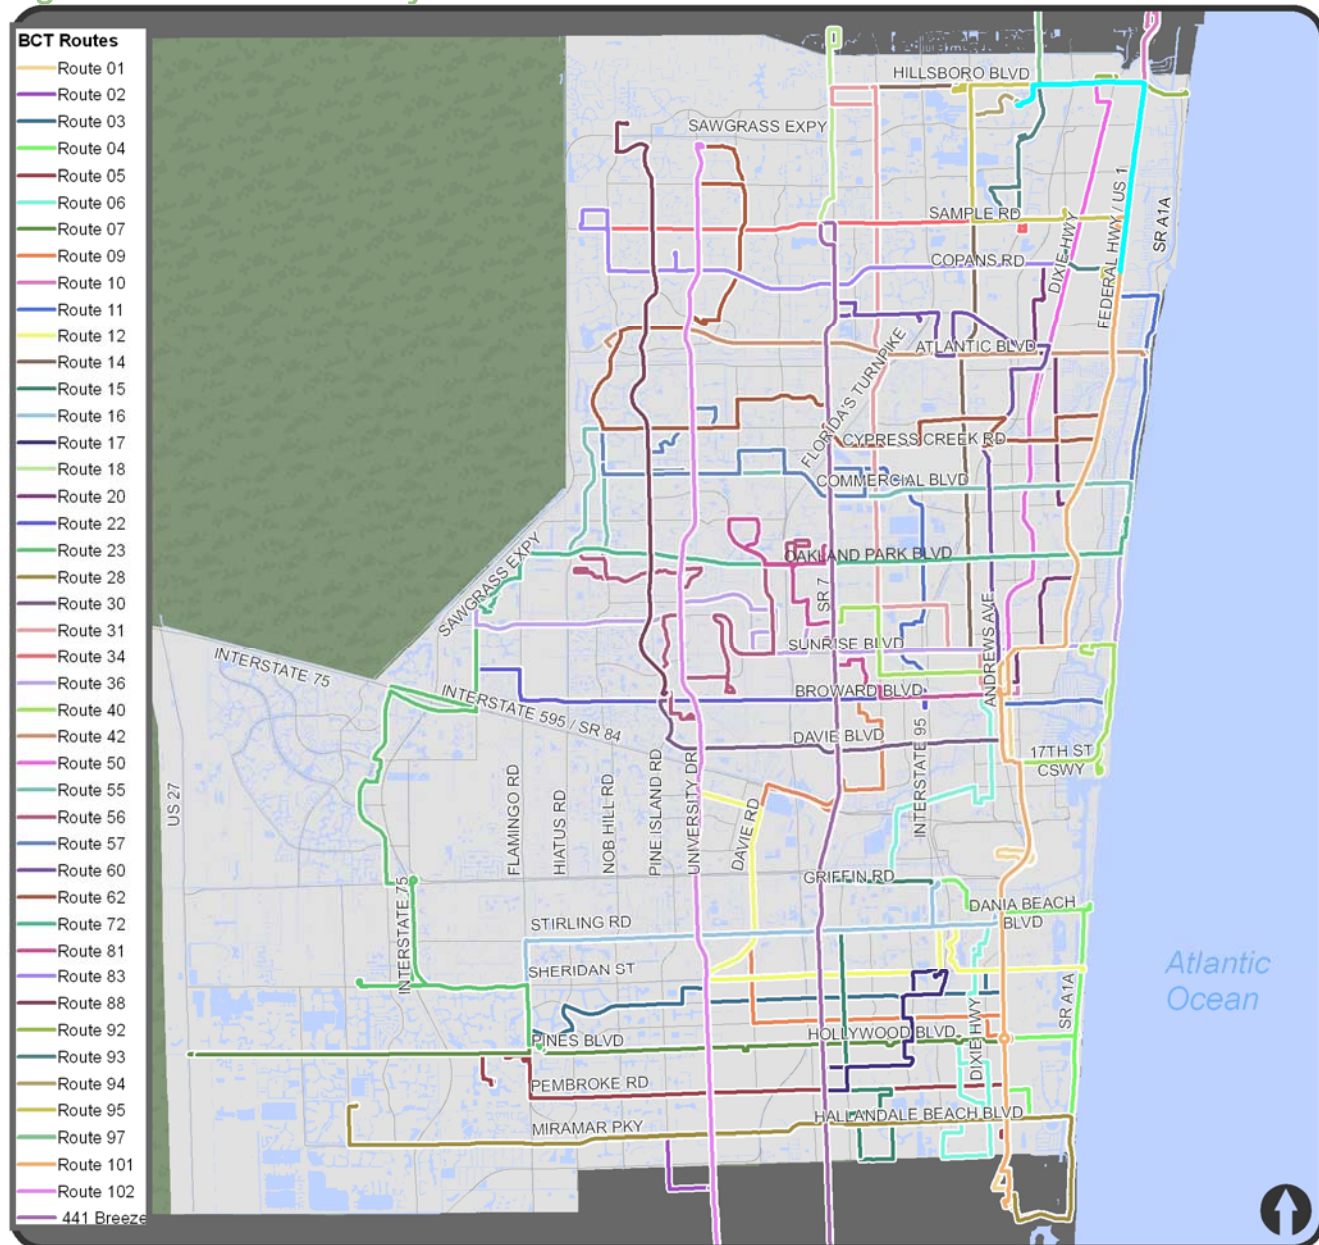 BCT Routes
Route 01
Route 02
Route 03
Route 04
Route 05
Route 06
Route 07
Route 09
Route 10
Route 11
Route 12
Route 14
Route 15
Route 16
Route 17
Route 18
Route 20
Route 22
Route 23
Route 28
Route 30
Route 31
Route 34
Route 36
Route 40
Route 42
Route 50
Route 55
Route 56
Route 57
Route 60
Route 62
Route 72
Route 81
Route 83
Route 88
Route 92
Route 93
Route 94
Route 95
Route 97
Route 101
Route 102
441 Breeze
HILLSBORO BLVD
SAWGRASS EXPY
SAMPLE RD
COPANS RD
DIXIE HWY
FEDERAL HWY / US 1
SR A1A
ATLANTIC BLVD
FLORIDA'S TURNPIKE
CYPRESS CREEK RD
COMMERCIAL BLVD
OAKLAND PARK BLVD
SAWGRASS EXPY
SR 7
SUNRISE BLVD
ANDREWS AVE
INTERSTATE 75
INTERSTATE 595 / SR 84
BROWARD BLVD
DAVIE BLVD
INTERSTATE 95
17TH ST
CSWY
US 27
FLAMINGO RD
HIATUS RD
NOB HILL RD
PINE ISLAND RD
UNIVERSITY DR
DAVIE RD
GRIFFIN RD
INTERSTATE 75
STIRLING RD
DANIA BEACH
BLVD
SHERIDAN ST
Atlantic
Ocean
SR A1A
DIXIE HWY
PINES BLVD
HOLLYWOOD BLVD
PEMBROKE RD
HALLANDALE BEACH BLVD
MIRAMAR PKY